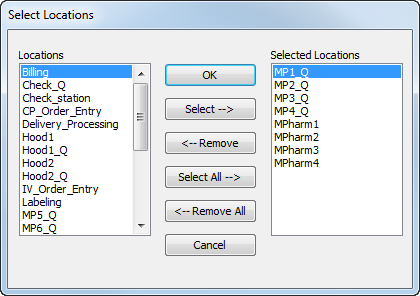 Select Locations
Locations
Billing
Check_Q
Check_station
CP_Order_Entry
Delivery_Processing
Hood1
Hood1_Q
Hood2
Hood2_Q
IV_Order_Entry
Labeling
MP5_Q
MP6_Q
OK
Select -->
<-- Remove
Select All -->
<-- Remove All
Cancel
Selected Locations
MP1_Q
MP2_Q
MP3_Q
MP4_Q
MPharm1
MPharm2
MPharm3
MPharm4